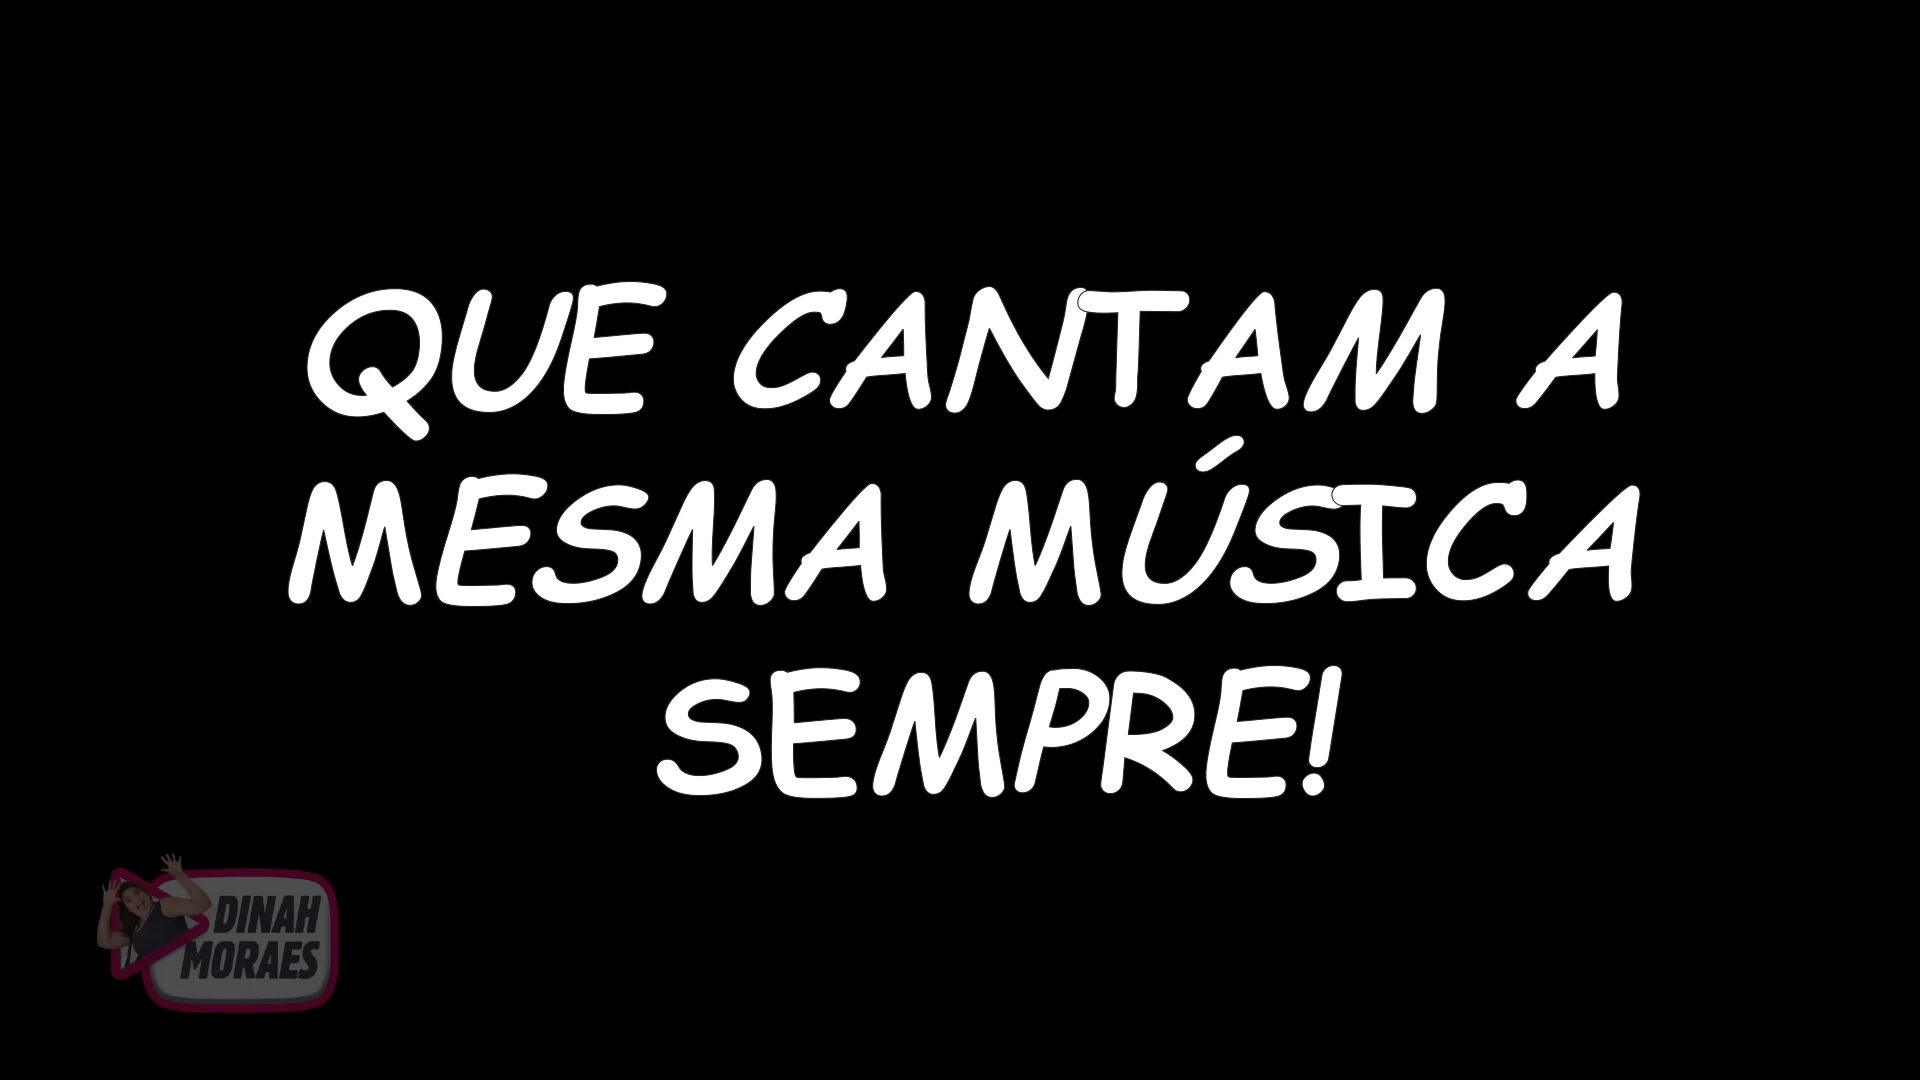 QUE CANTAM A
MESMA MÚSICA
SEMPRE!
DINAH
MORAES